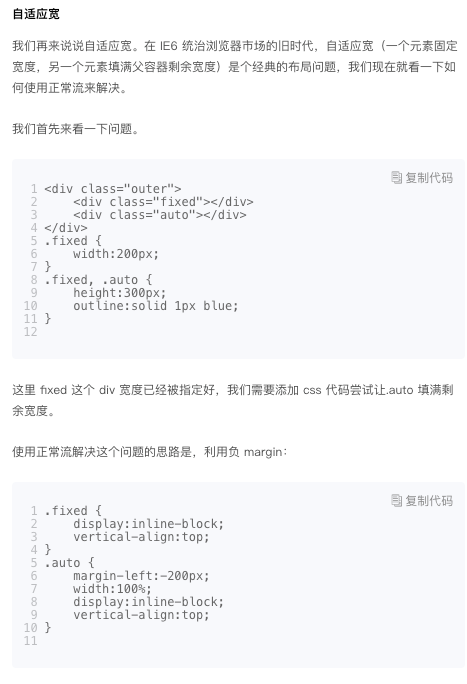 自适应宽
我们再来说说自适应宽。在 IE6 统治浏览器市场的旧时代，自适应宽（一个元素固定
宽度，另一个元素填满父容器剩余宽度）是个经典的布局问题，我们现在就看一下如
何使用正常流来解决。
我们首先来看一下问题。
复制代码
1 <div class="outer">
2     <div class="fixed"></div>
3     <div class="auto"></div>
4 </div>
5 .fixed {
6     width:200px;
7 }
8 .fixed, .auto {
9     height:300px;
10     outline:solid 1px blue;
11 }
12
这里 fixed 这个 div 宽度已经被指定好，我们需要添加 css 代码尝试让.auto 填满剩
余宽度。
使用正常流解决这个问题的思路是，利用负 margin：
复制代码
1 .fixed {
2     display:inline-block;
3     vertical-align:top;
4 }
5 .auto {
6     margin-left:-200px;
7     width:100%;
8     display:inline-block;
9     vertical-align:top;
10 }
11